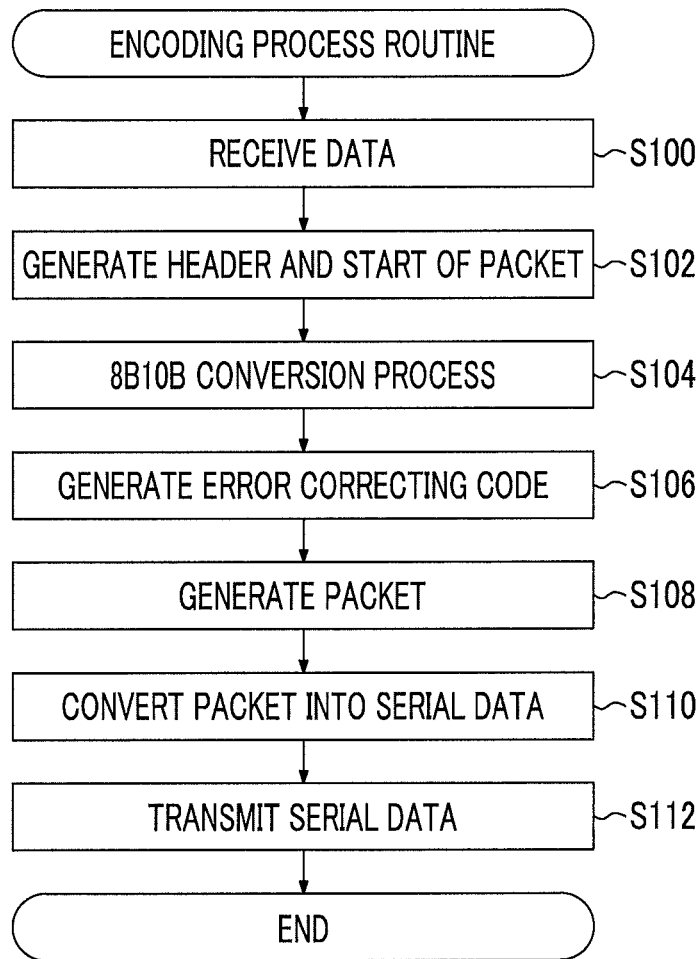 ENCODING PROCESS ROUTINE
RECEIVE DATA
S100
GENERATE HEADER AND START OF PACKET
S102
8B10B CONVERSION PROCESS
S104
GENERATE ERROR CORRECTING CODE
S106
GENERATE PACKET
S108
CONVERT PACKET INTO SERIAL DATA
S110
TRANSMIT SERIAL DATA
S112
END